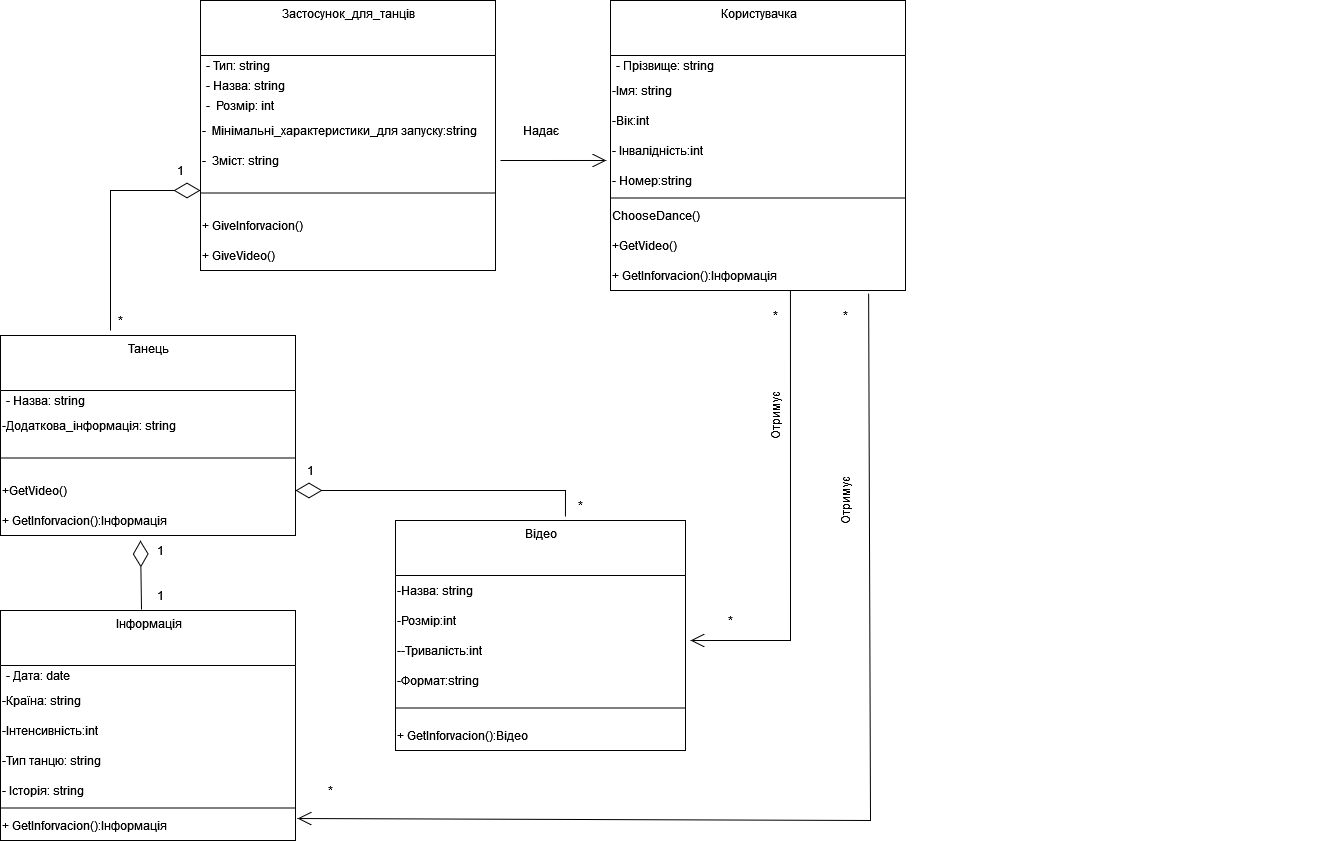 Застосунок_для_танців
- Тип: string
- Назва: string
- Розмір: int
- Мінімальні_характеристики_для запуску:string
- Зміст: string
+ GiveInforvacion()
+ GiveVideo()
Надає
Користувачка
- Прізвище: string
-Імя: string
-Вік:int
- Інвалідність:int
- Номер:string
ChooseDance()
+GetVideo()
+ GetInforvacion():Інформація
1
*
Танець
- Назва: string
-Додаткова_інформація: string
+GetVideo()
+ GetInforvacion():Інформація
1
*
1
1
*
*
Отримує
Отримує
*
*
Відео
-Назва: string
-Розмір:int
--Тривалість:int
-Формат:string
+ GetInforvacion():Відео
Інформація
- Дата: date
-Країна: string
-Інтенсивність:int
-Тип танцю: string
- Історія: string
+ GetInforvacion():Інформація